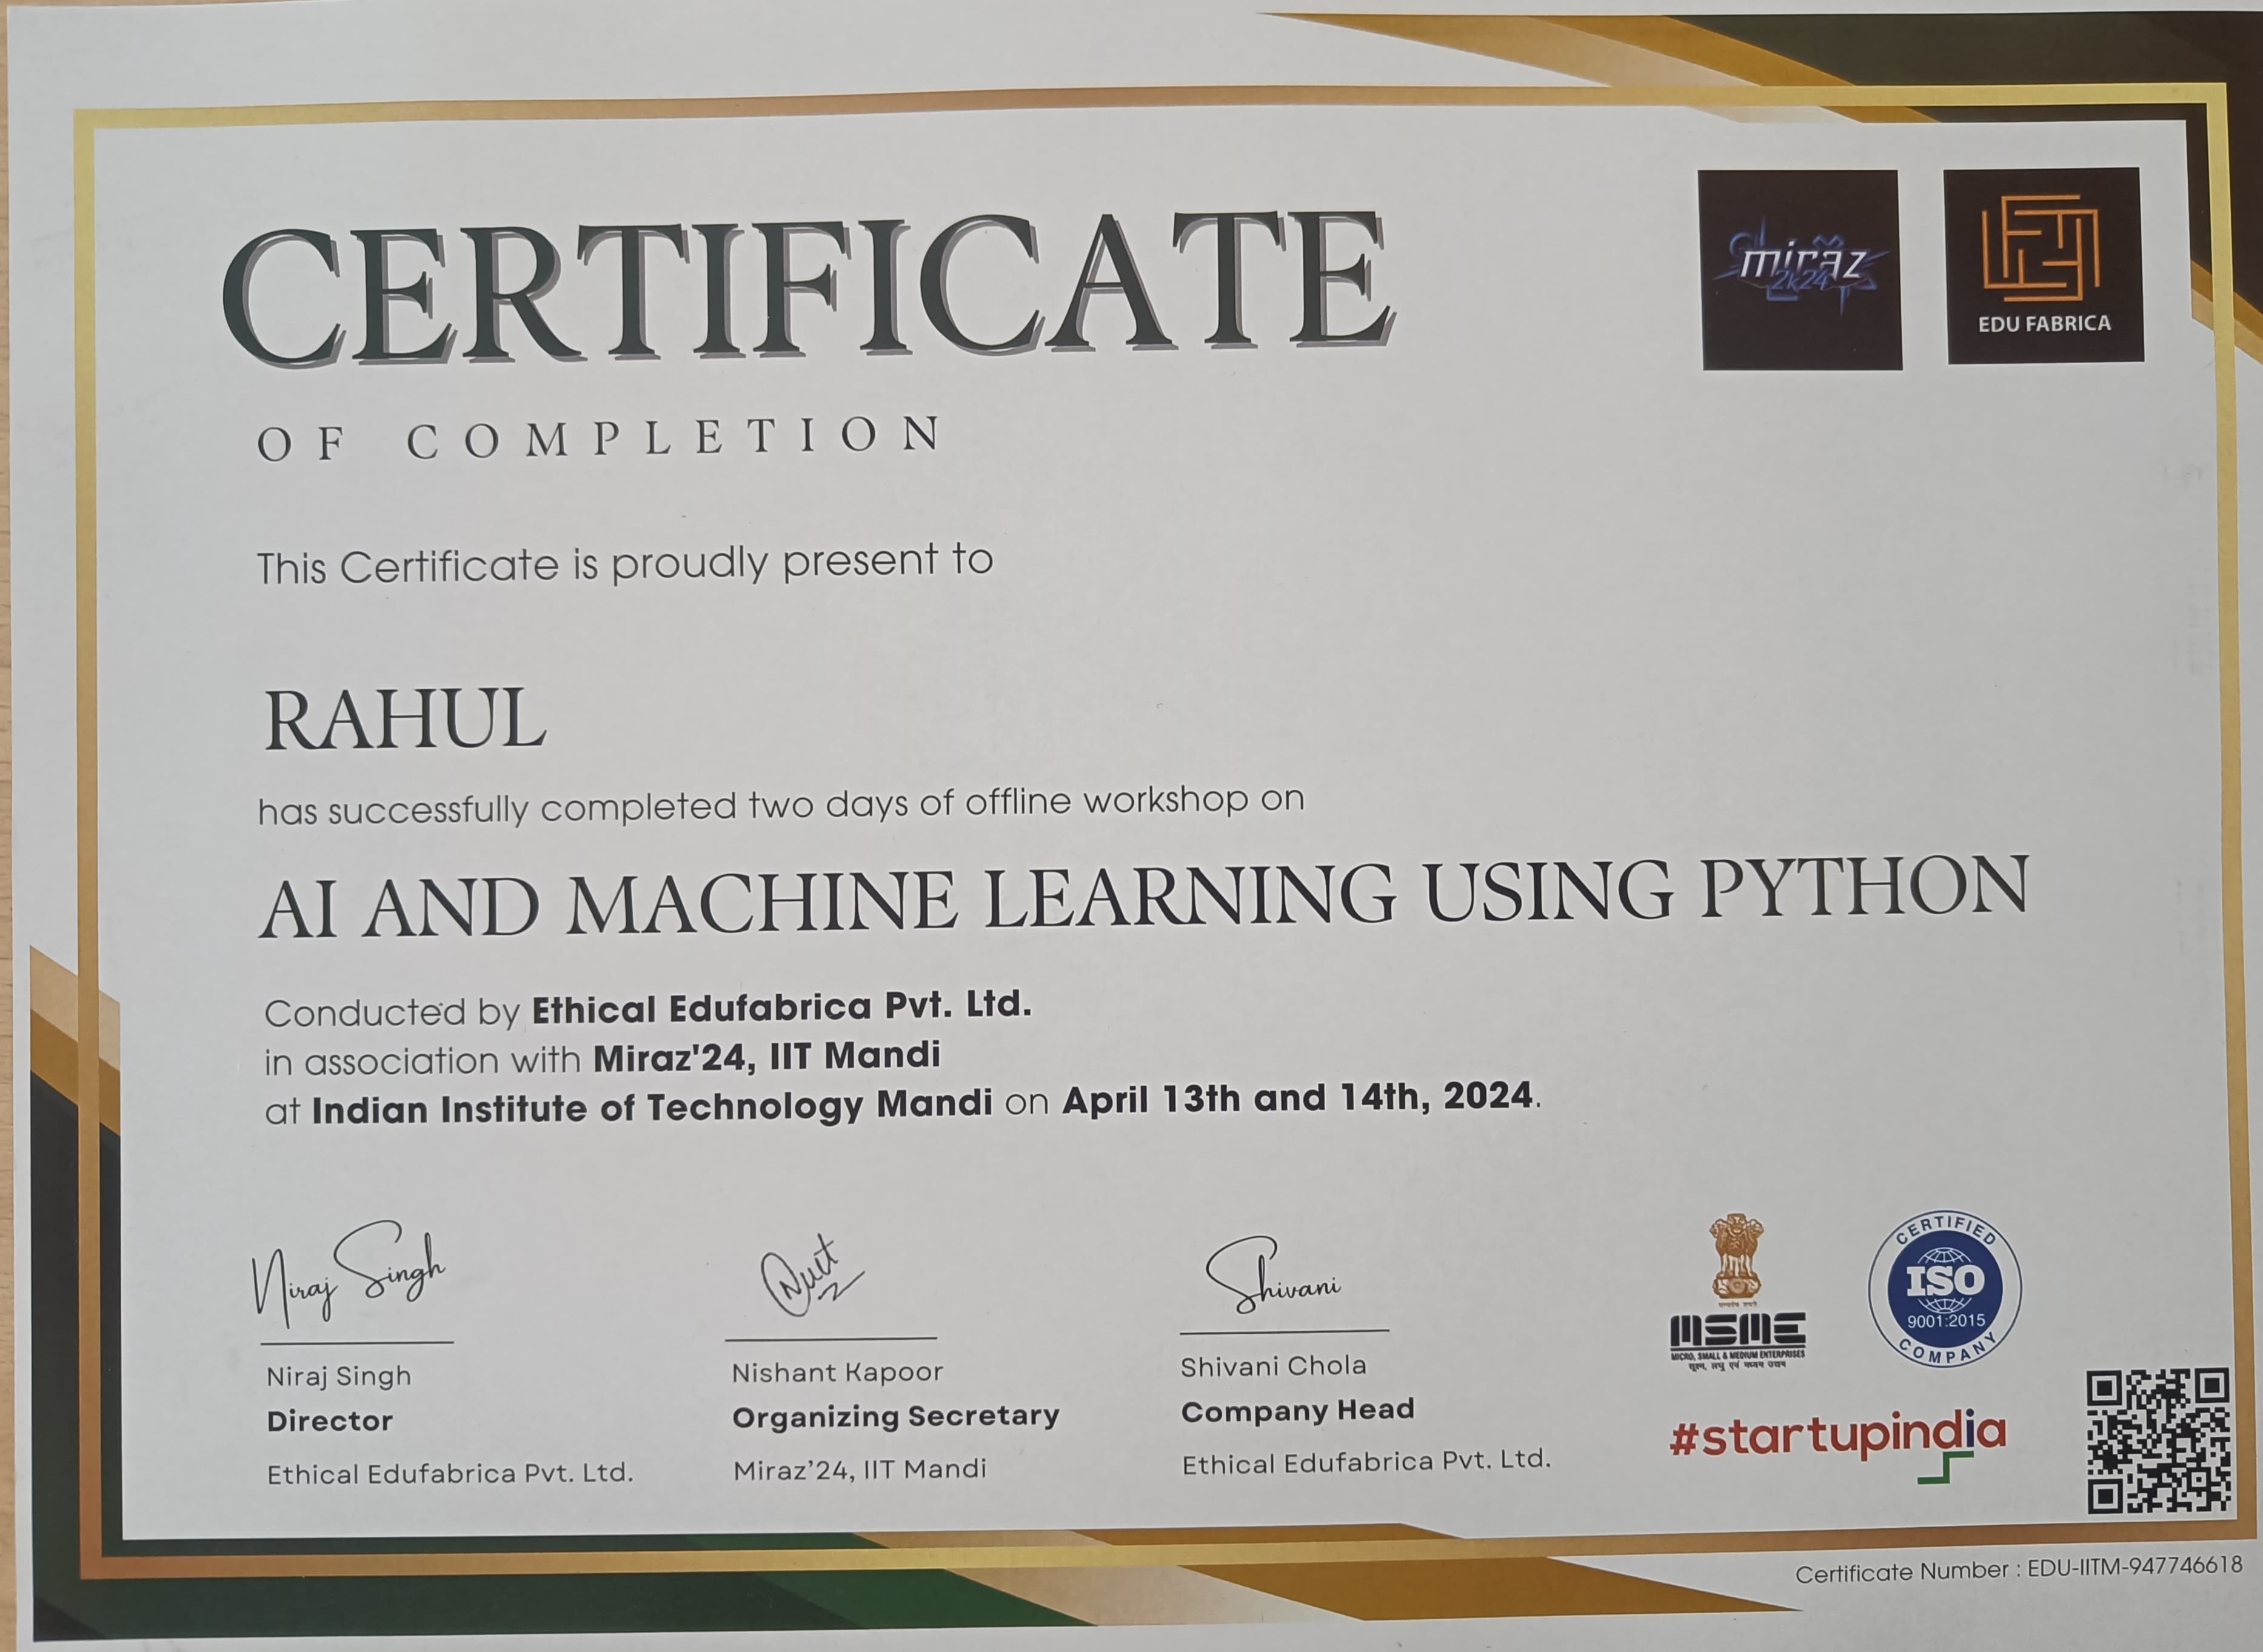 CERTIFICATE
OF COMPLETION
miraz
2k24
EDU FABRICA
This Certificate is proudly present to
RAHUL
has successfully completed two days of offline workshop on
AI AND MACHINE LEARNING USING PYTHON
Conducted by Ethical Edufabrica Pvt. Ltd.
in association with Miraz'24, IIT Mandi
at Indian Institute of Technology Mandi on April 13th and 14th, 2024.
Niraj Singh
Shivani
Niraj Singh
Director
Ethical Edufabrica Pvt. Ltd.
Nishant Kapoor
Organizing Secretary
Miraz’24, IIT Mandi
Shivani Chola
Company Head
Ethical Edufabrica Pvt. Ltd.
सत्यमेव जयते
MSME
MICRO, SMALL & MEDIUM ENTERPRISES
सूक्ष्म, लघु एवं मध्यम उद्यम
CERTIFIED
ISO
9001:2015
COMPANY
#startupindia
Certificate Number : EDU-IITM-947746618